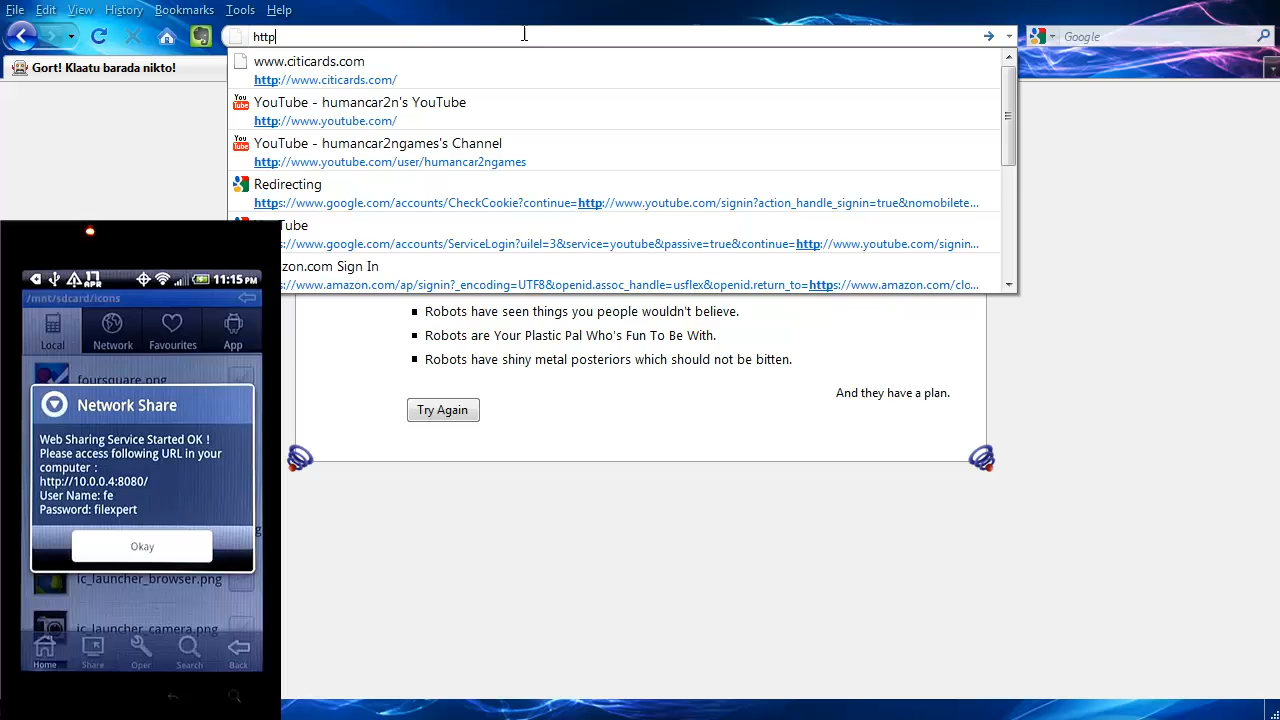 File Edit View History Bookmarks Tools Help
http
Google
Gort! Klaatu barada nikto!
www.citicards.com
http://www.citicards.com/
YouTube - humancar2n's YouTube
http://www.youtube.com/
YouTube - humancar2ngames's Channel
http://www.youtube.com/user/humancar2ngames
Redirecting
https://www.google.com/accounts/CheckCookie?continue=http://www.youtube.com/signin?action_handle_signin=true&nomobilete...
Tube
s://www.google.com/accounts/ServiceLogin?uilel=3&service=youtube&passive=true&continue=http://www.youtube.com/signin...
zon.com Sign In
s://www.amazon.com/ap/signin?_encoding=UTF8&openid.assoc_handle=usflex&openid.return_to=https://www.amazon.com/clo...
Robots have seen things you people wouldn't believe.
Robots are Your Plastic Pal Who's Fun To Be With.
Robots have shiny metal posteriors which should not be bitten.
And they have a plan.
Try Again
17 APR 11:15 PM
/mnt/sdcard/icons
Local Network Favourites App
foursquare.png
Network Share
Web Sharing Service Started OK !
Please access following URL in your
computer :
http://10.0.0.4:8080/
User Name: fe
Password: filexpert
Okay
ic_launcher_browser.png
ic_launcher_camera.png
Home Share Oper Search Back